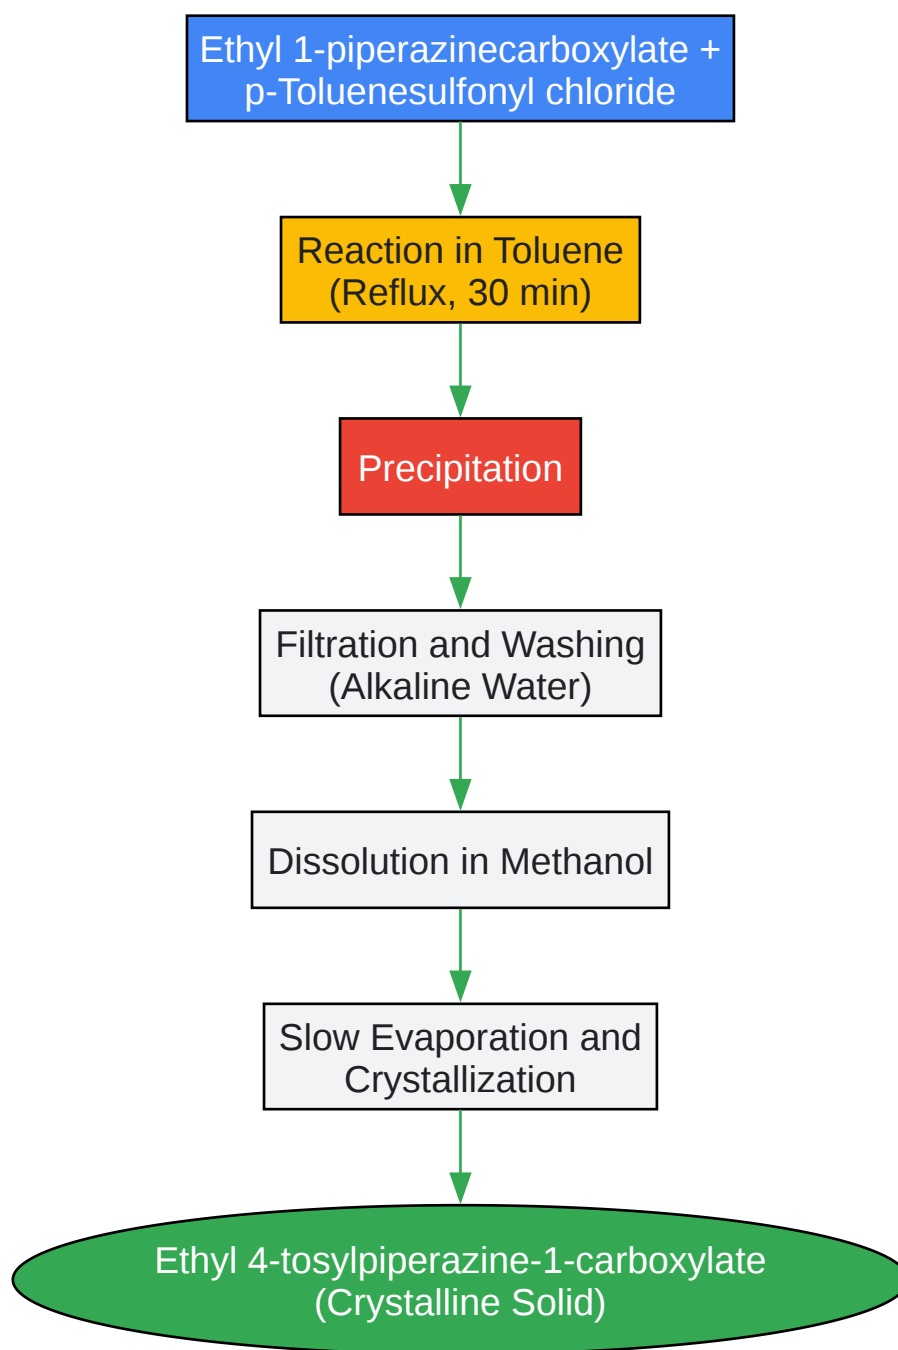 Ethyl 1-piperazinecarboxylate +
p-Toluenesulfonyl chloride
Reaction in Toluene
(Reflux, 30 min)
Precipitation
Filtration and Washing
(Alkaline Water)
Dissolution in Methanol
Slow Evaporation and
Crystallization
Ethyl 4-tosylpiperazine-1-carboxylate
(Crystalline Solid)